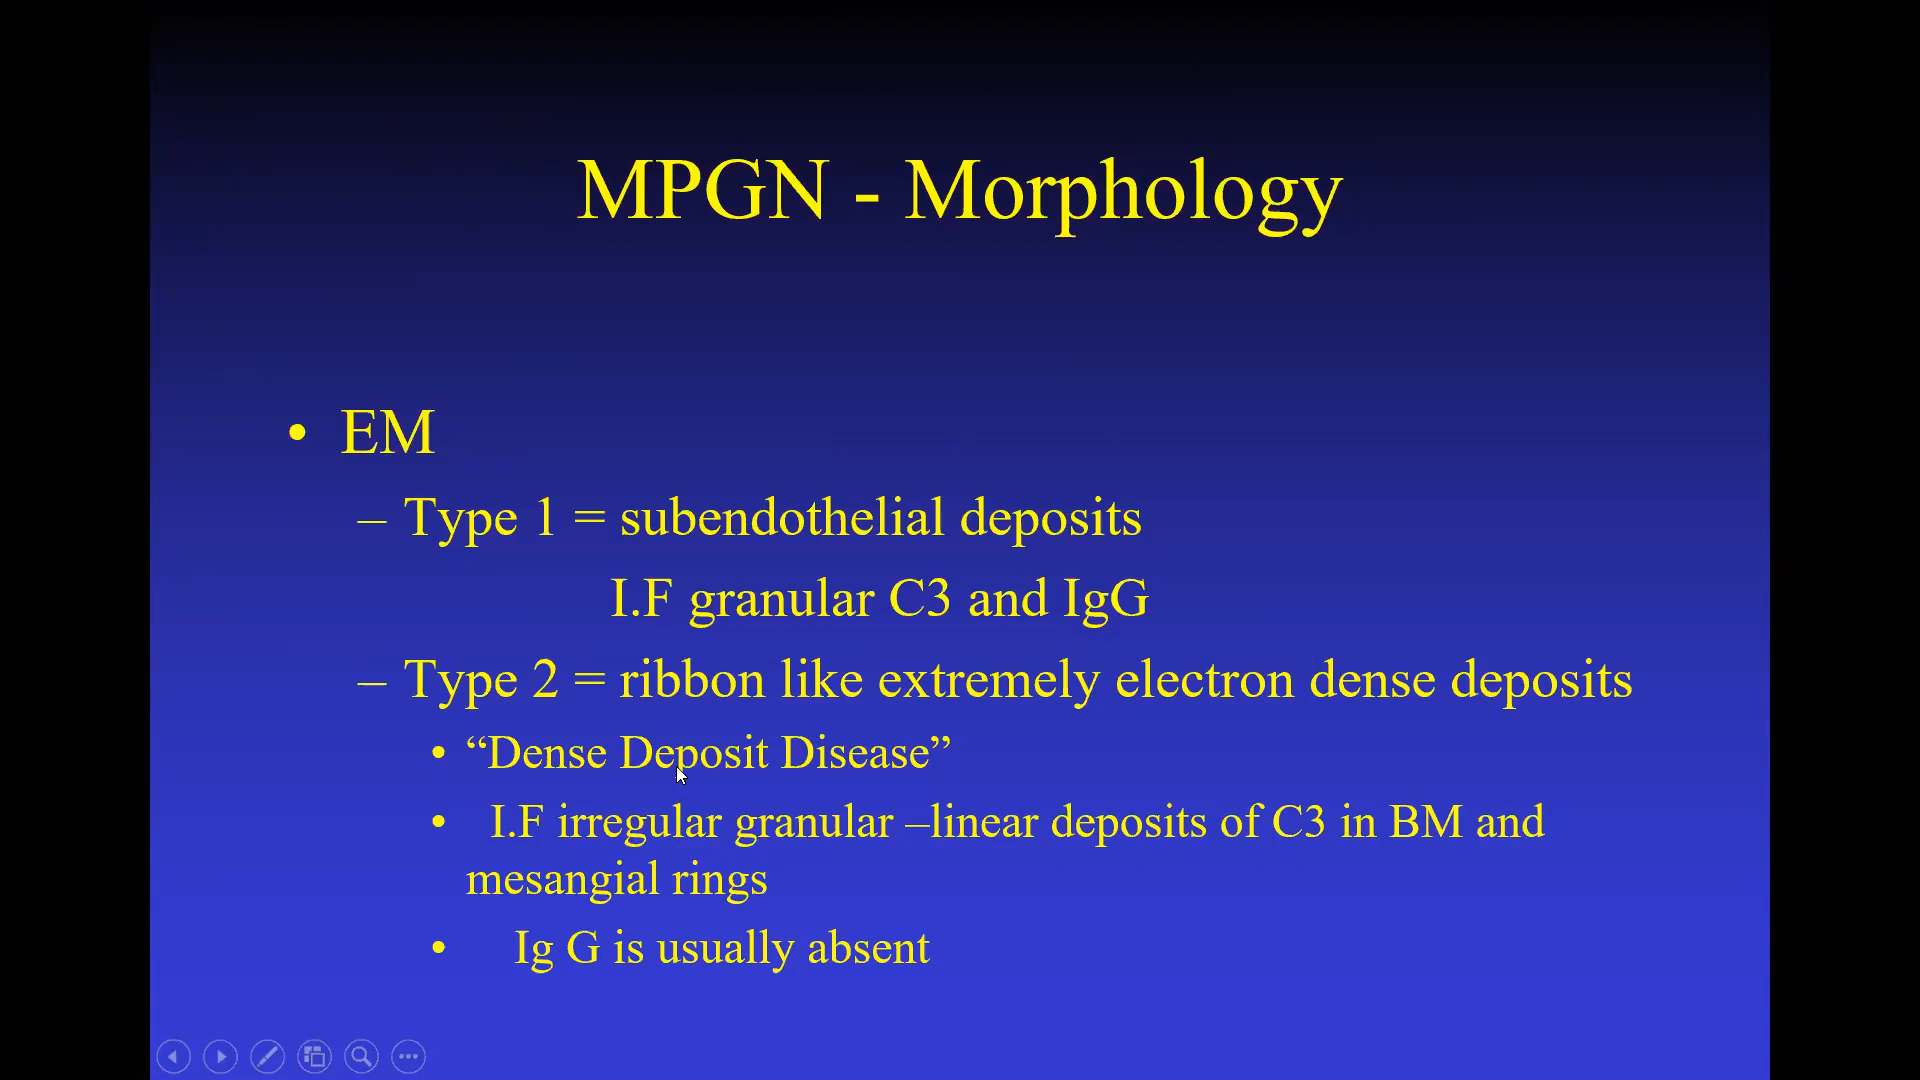 MPGN - Morphology
• EM
– Type 1 = subendothelial deposits
I.F granular C3 and IgG
– Type 2 = ribbon like extremely electron dense deposits
• “Dense Deposit Disease”
• I.F irregular granular –linear deposits of C3 in BM and
mesangial rings
• Ig G is usually absent